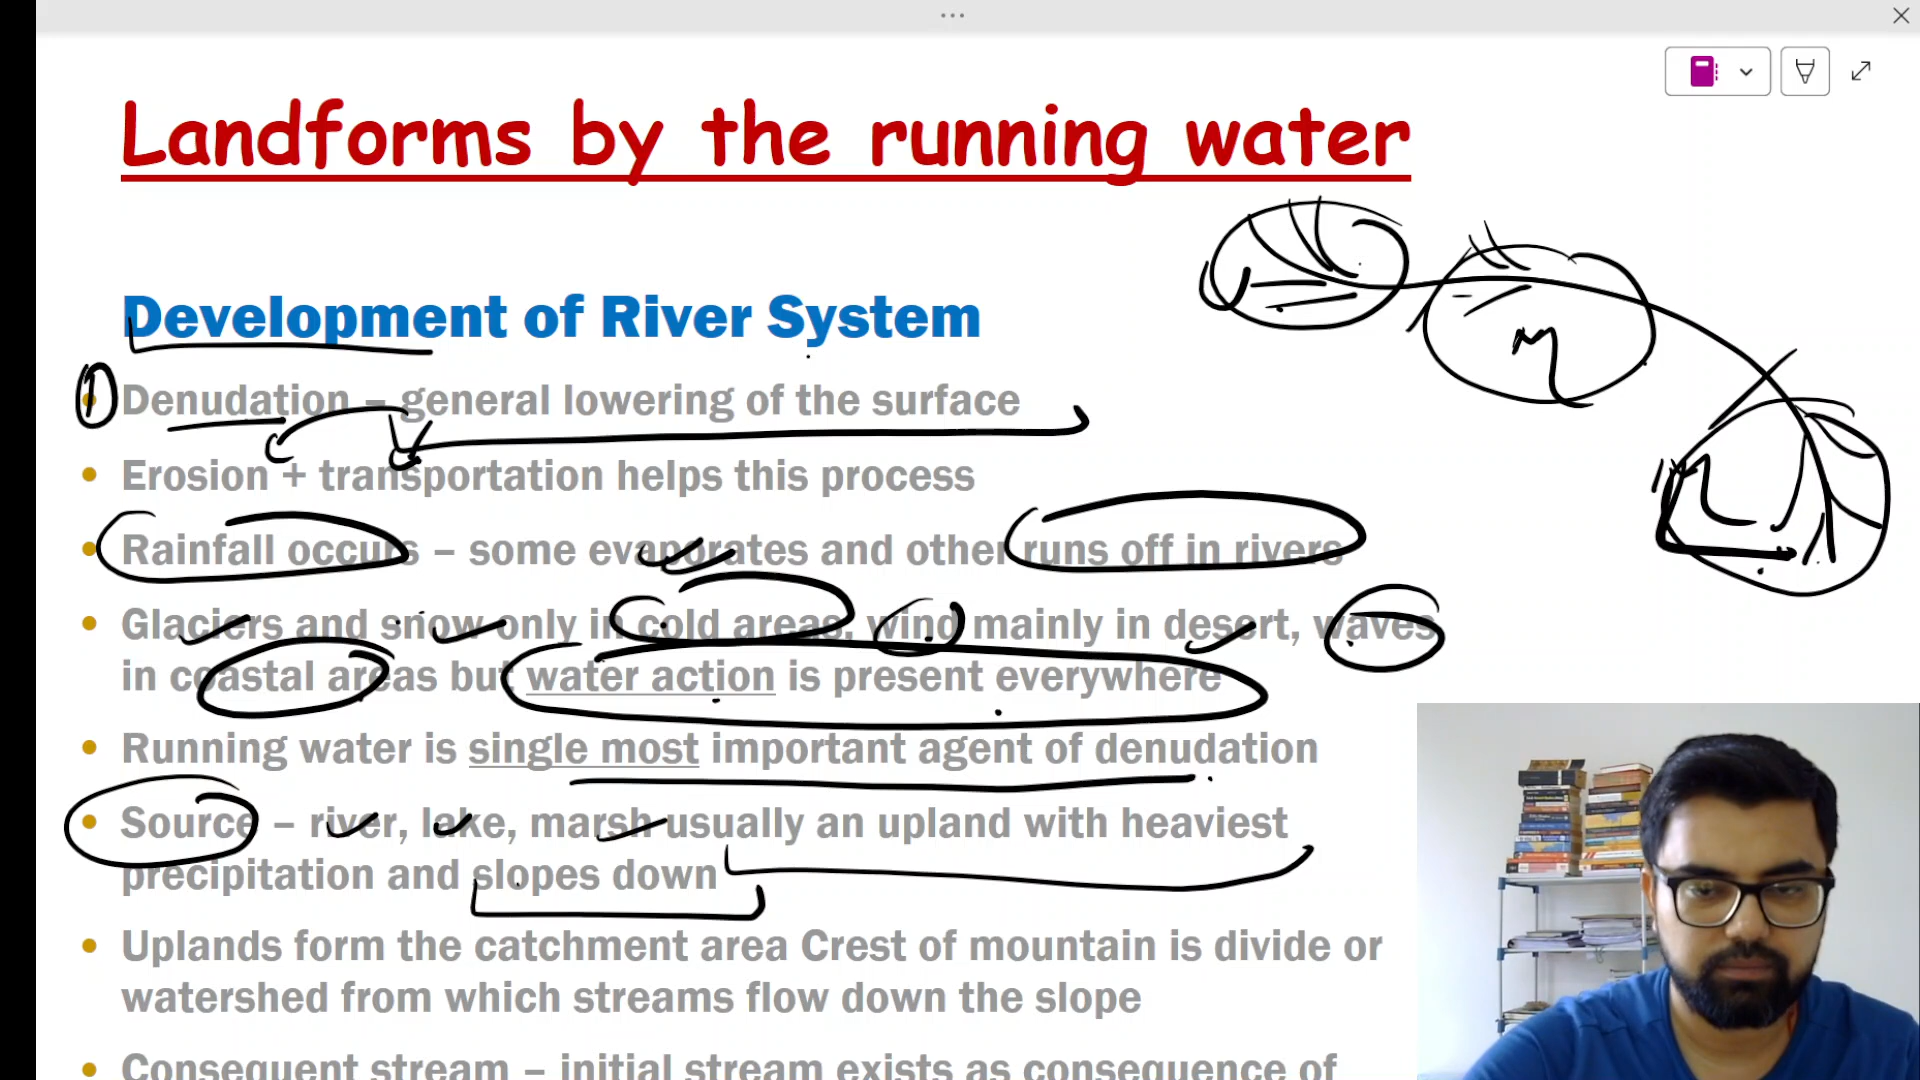 Landforms by the running water
Development of River System
1
Denudation – general lowering of the surface
Erosion + transportation helps this process
Rainfall occurs – some evaporates and other runs off in rivers
Glaciers and snow only in cold areas, wind mainly in desert, waves
in coastal areas but water action is present everywhere
Running water is single most important agent of denudation
Source – river, lake, marsh usually an upland with heaviest
precipitation and slopes down
Uplands form the catchment area Crest of mountain is divide or
watershed from which streams flow down the slope
Consequent stream – initial stream exists as consequence of